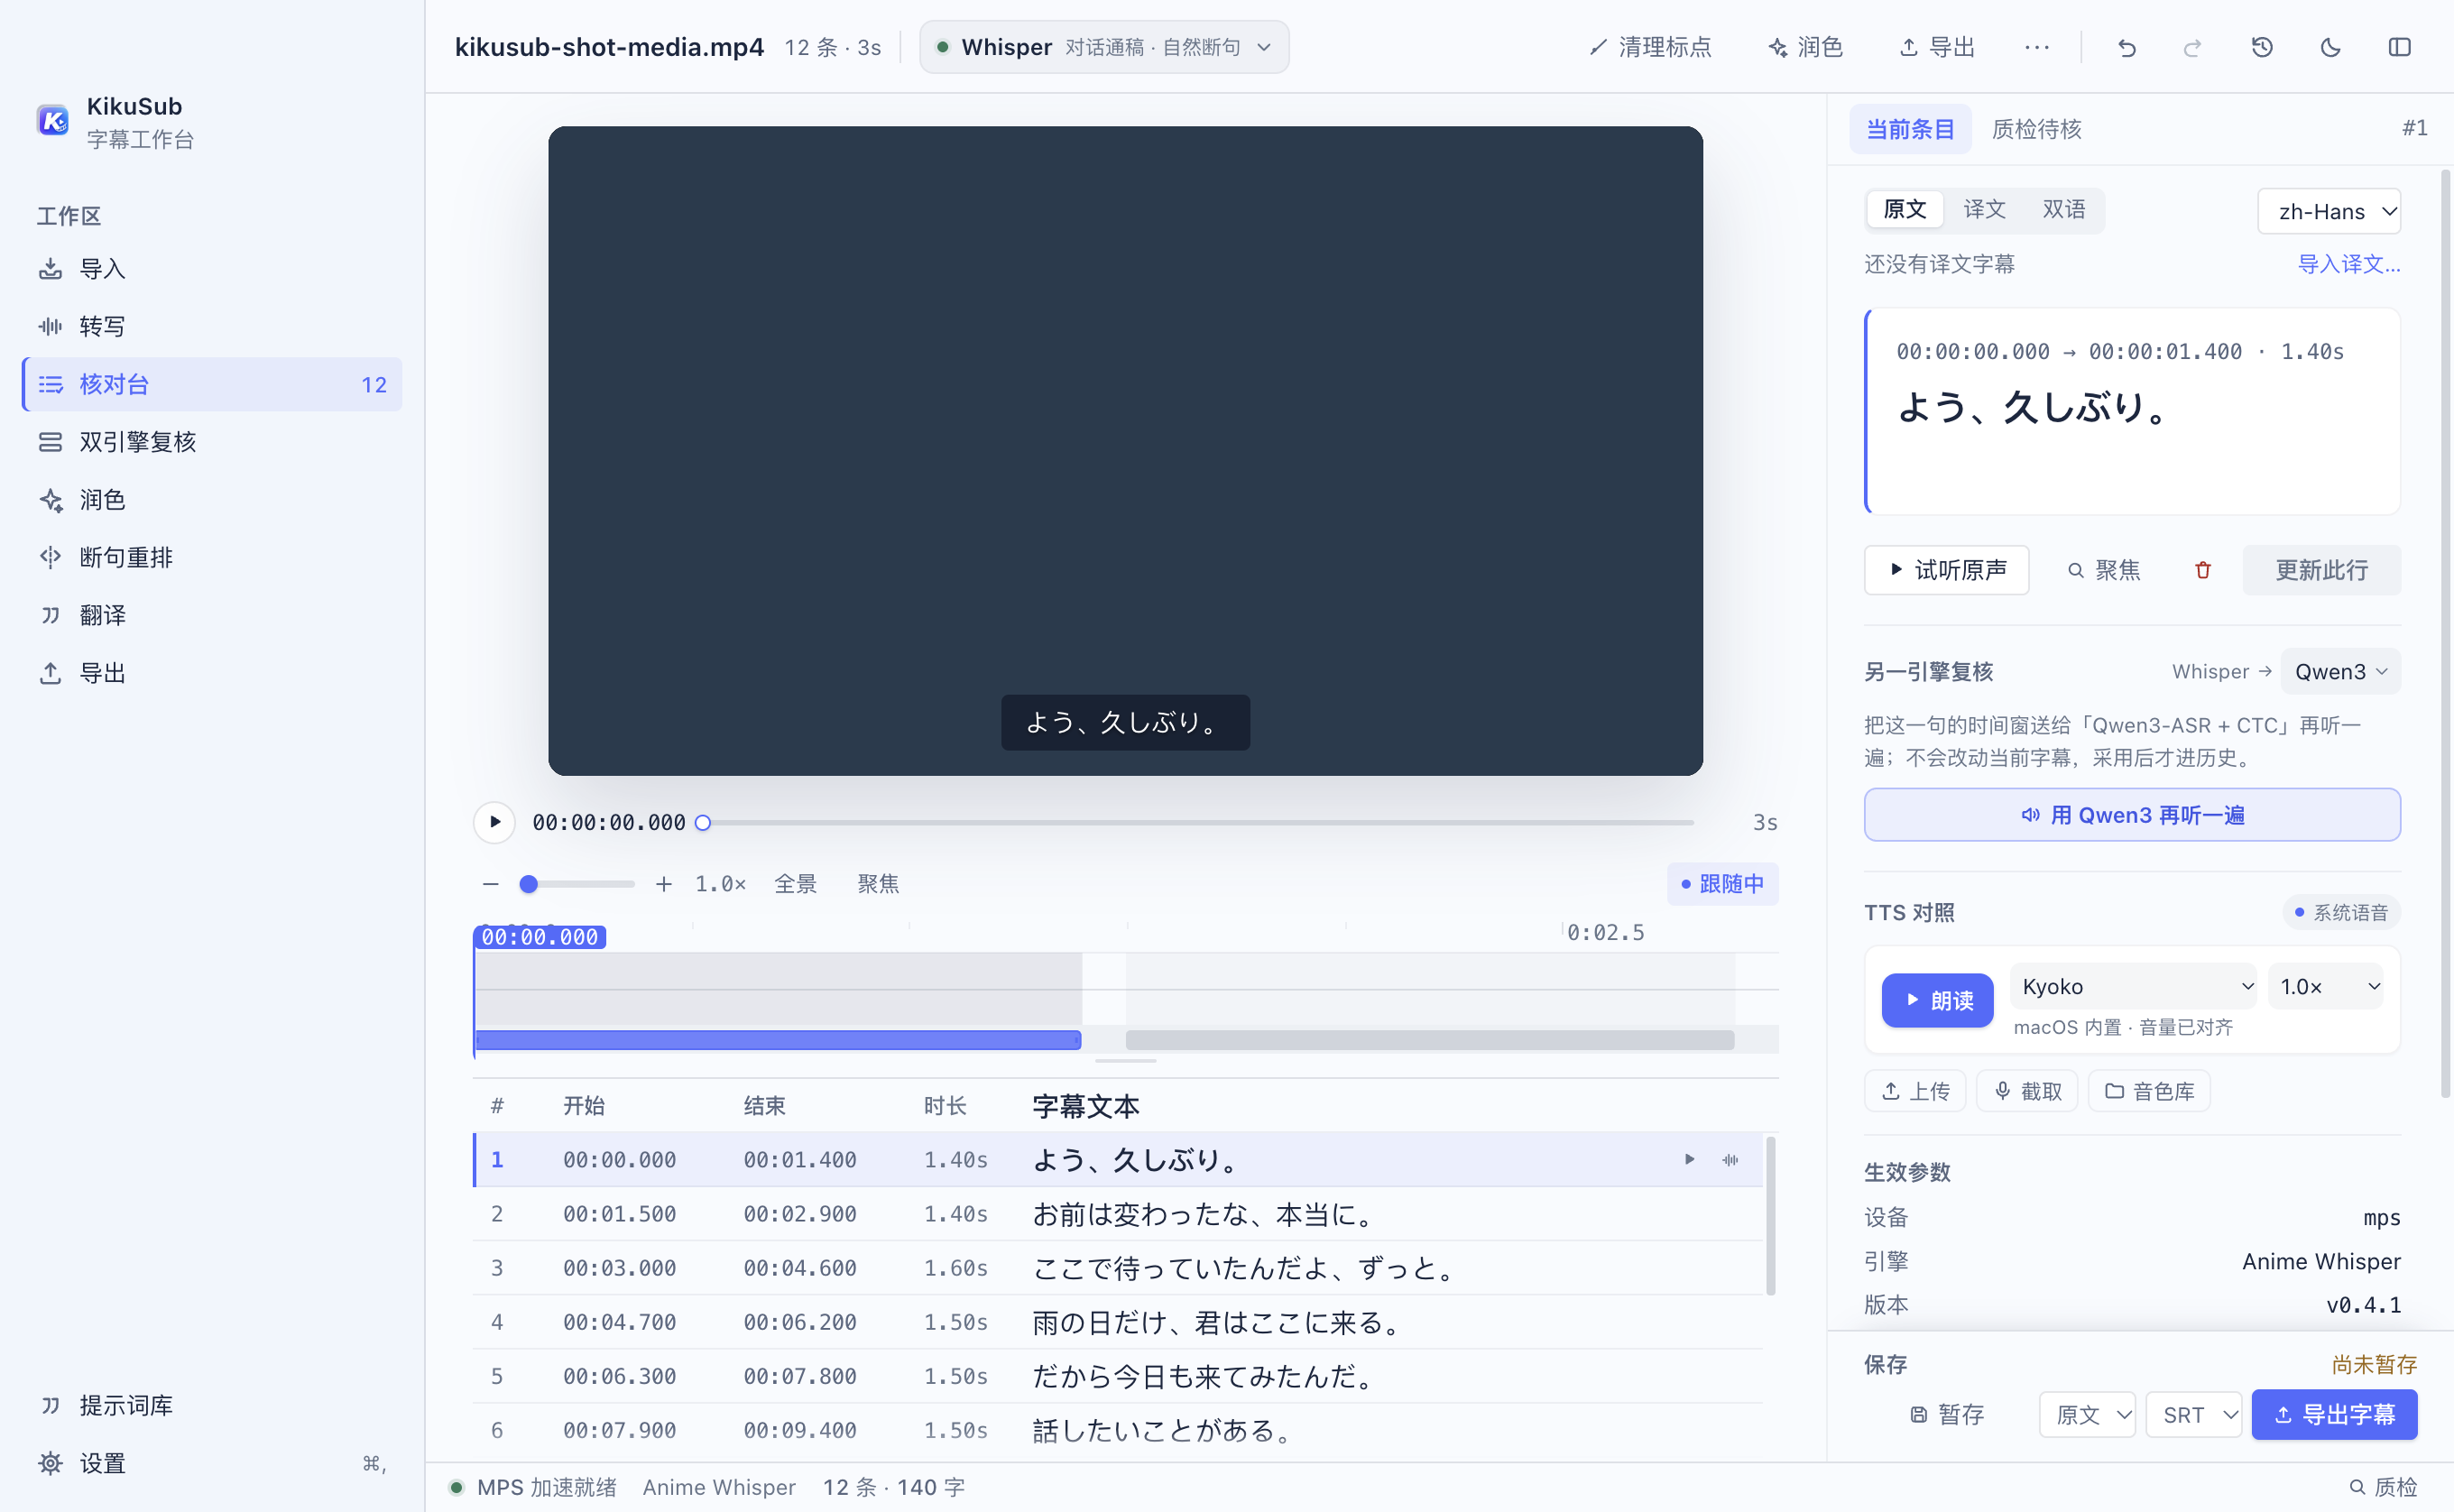 KikuSub
字幕工作台
工作区
导入
转写
核对台 12
双引擎复核
润色
断句重排
翻译
导出
提示词库
设置 ⌘,
kikusub-shot-media.mp4 12 条 · 3s Whisper 对话通稿 · 自然断句
清理标点 润色 导出 ···
よう、久しぶり。
00:00:00.000 3s
− + 1.0× 全景 聚焦 跟随中
00:00.000 0:02.5
# 开始 结束 时长 字幕文本
1 00:00.000 00:01.400 1.40s よう、久しぶり。
2 00:01.500 00:02.900 1.40s お前は変わったな、本当に。
3 00:03.000 00:04.600 1.60s ここで待っていたんだよ、ずっと。
4 00:04.700 00:06.200 1.50s 雨の日だけ、君はここに来る。
5 00:06.300 00:07.800 1.50s だから今日も来てみたんだ。
6 00:07.900 00:09.400 1.50s 話したいことがある。
当前条目 质检待核 #1
原文 译文 双语 zh-Hans
还没有译文字幕 导入译文...
00:00:00.000 → 00:00:01.400 · 1.40s
よう、久しぶり。
试听原声 聚焦 更新此行
另一引擎复核 Whisper → Qwen3
把这一句的时间窗送给「Qwen3-ASR + CTC」再听一
遍；不会改动当前字幕，采用后才进历史。
用 Qwen3 再听一遍
TTS 对照 系统语音
朗读 Kyoko 1.0×
macOS 内置 · 音量已对齐
上传 截取 音色库
生效参数
设备 mps
引擎 Anime Whisper
版本 v0.4.1
保存 尚未暂存
暂存 原文 SRT 导出字幕
MPS 加速就绪 Anime Whisper 12 条 · 140 字 质检